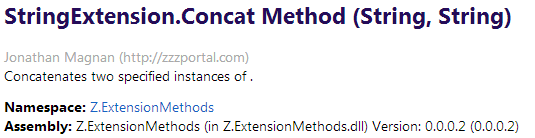 StringExtension.Concat Method (String, String)
Jonathan Magnan (http://zzzportal.com)
Concatenates two specified instances of .
Namespace: Z.ExtensionMethods
Assembly: Z.ExtensionMethods (in Z.ExtensionMethods.dll) Version: 0.0.0.2 (0.0.0.2)